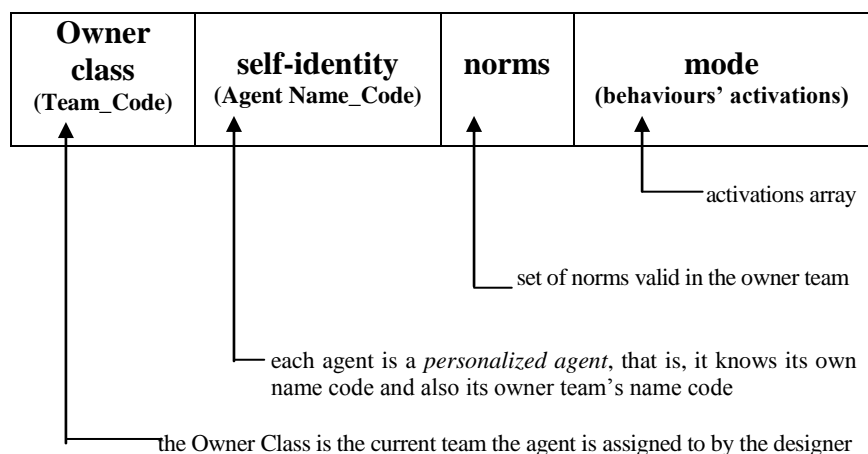 Owner
class
(Team_Code)
self-identity
(Agent Name_Code)
norms
mode
(behaviours’ activations)
activations array
set of norms valid in the owner team
each agent is a personalized agent, that is, it knows its own
name code and also its owner team’s name code
the Owner Class is the current team the agent is assigned to by the designer